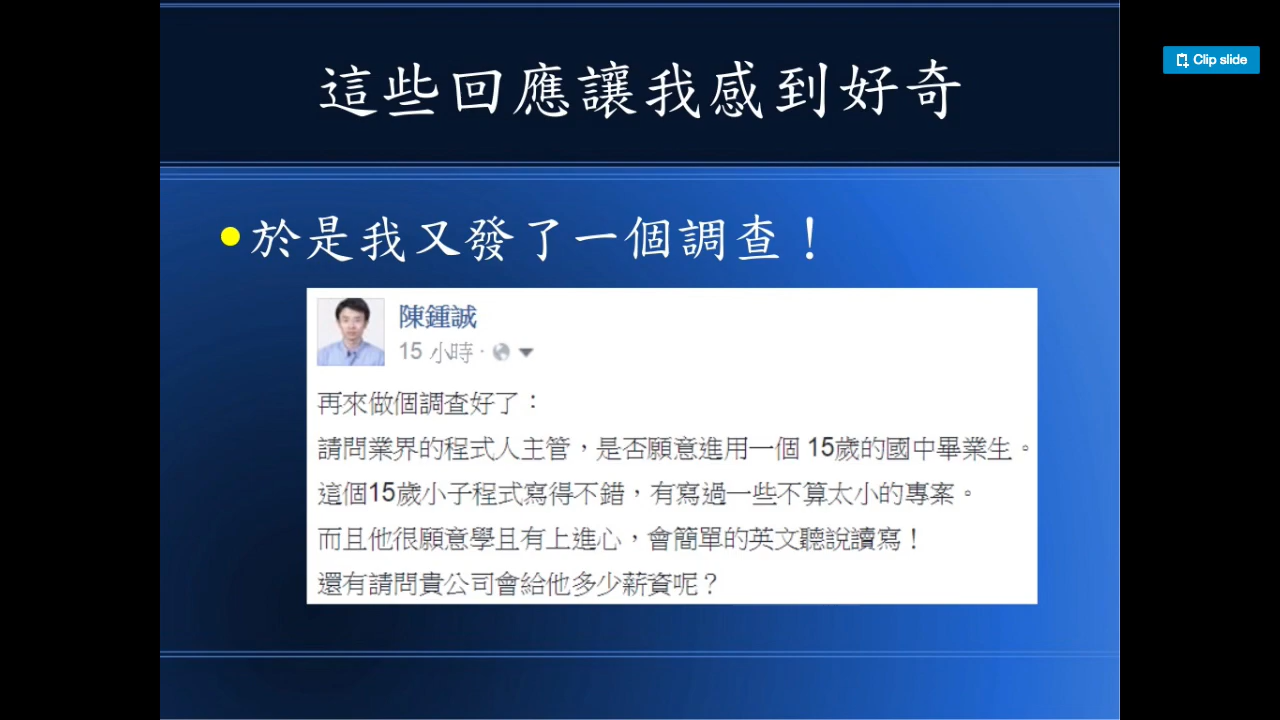 這些回應讓我感到好奇
Clip slide
•於是我又發了一個調查！
陳鍾誠
15 小時 ·
再來做個調查好了：
請問業界的程式人主管，是否願意進用一個 15歲的國中畢業生。
這個15歲小子程式寫得不錯，有寫過一些不算太小的專案。
而且他很願意學且有上進心，會簡單的英文聽說讀寫！
還有請問貴公司會給他多少薪資呢？